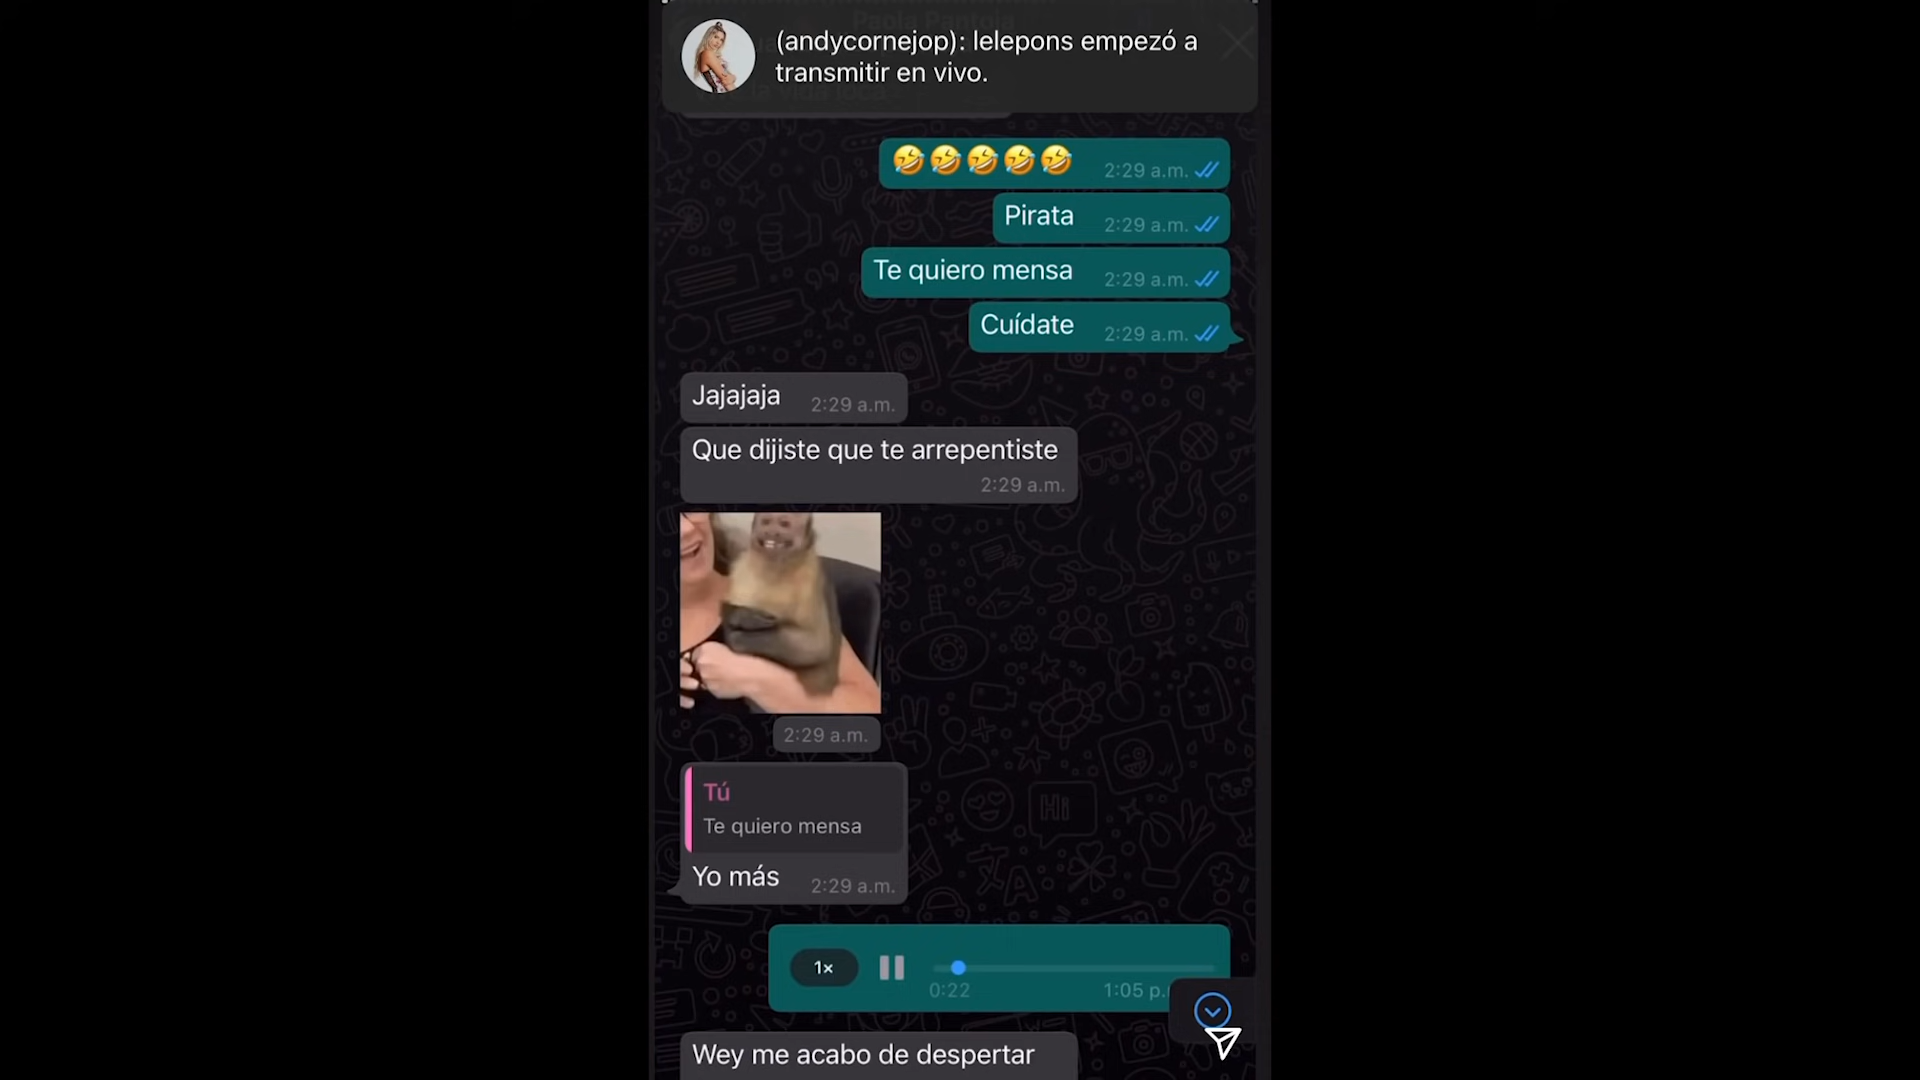 (andycornejop): lelepons empezó a
transmitir en vivo.
🤣🤣🤣🤣🤣 2:29 a.m.
Pirata 2:29 a.m.
Te quiero mensa 2:29 a.m.
Cuídate 2:29 a.m.
Jajajaja 2:29 a.m.
Que dijiste que te arrepentiste
2:29 a.m.
2:29 a.m.
Tú
Te quiero mensa
Yo más 2:29 a.m.
1×
0:22 1:05 p.
Wey me acabo de despertar